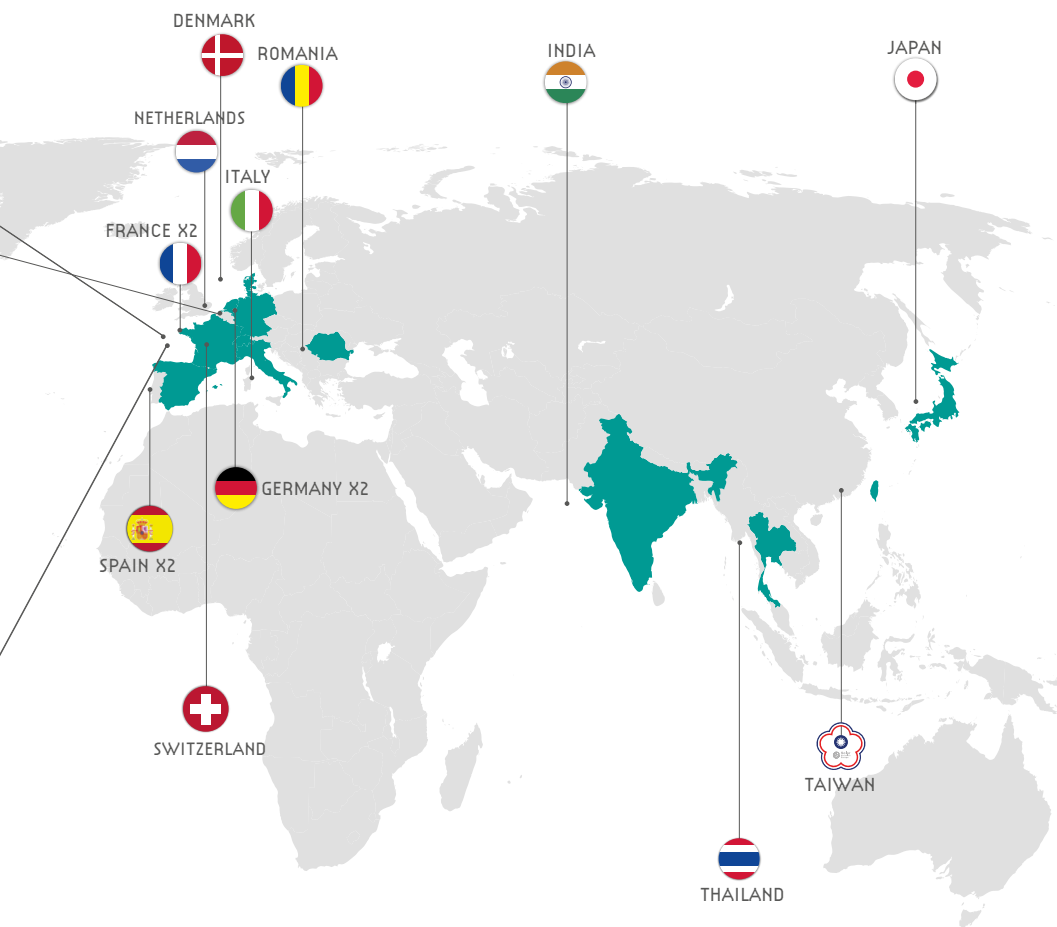 DENMARK
ROMANIA
INDIA
JAPAN
NETHERLANDS
ITALY
FRANCE X2
GERMANY X2
SPAIN X2
SWITZERLAND
TAIWAN
THAILAND